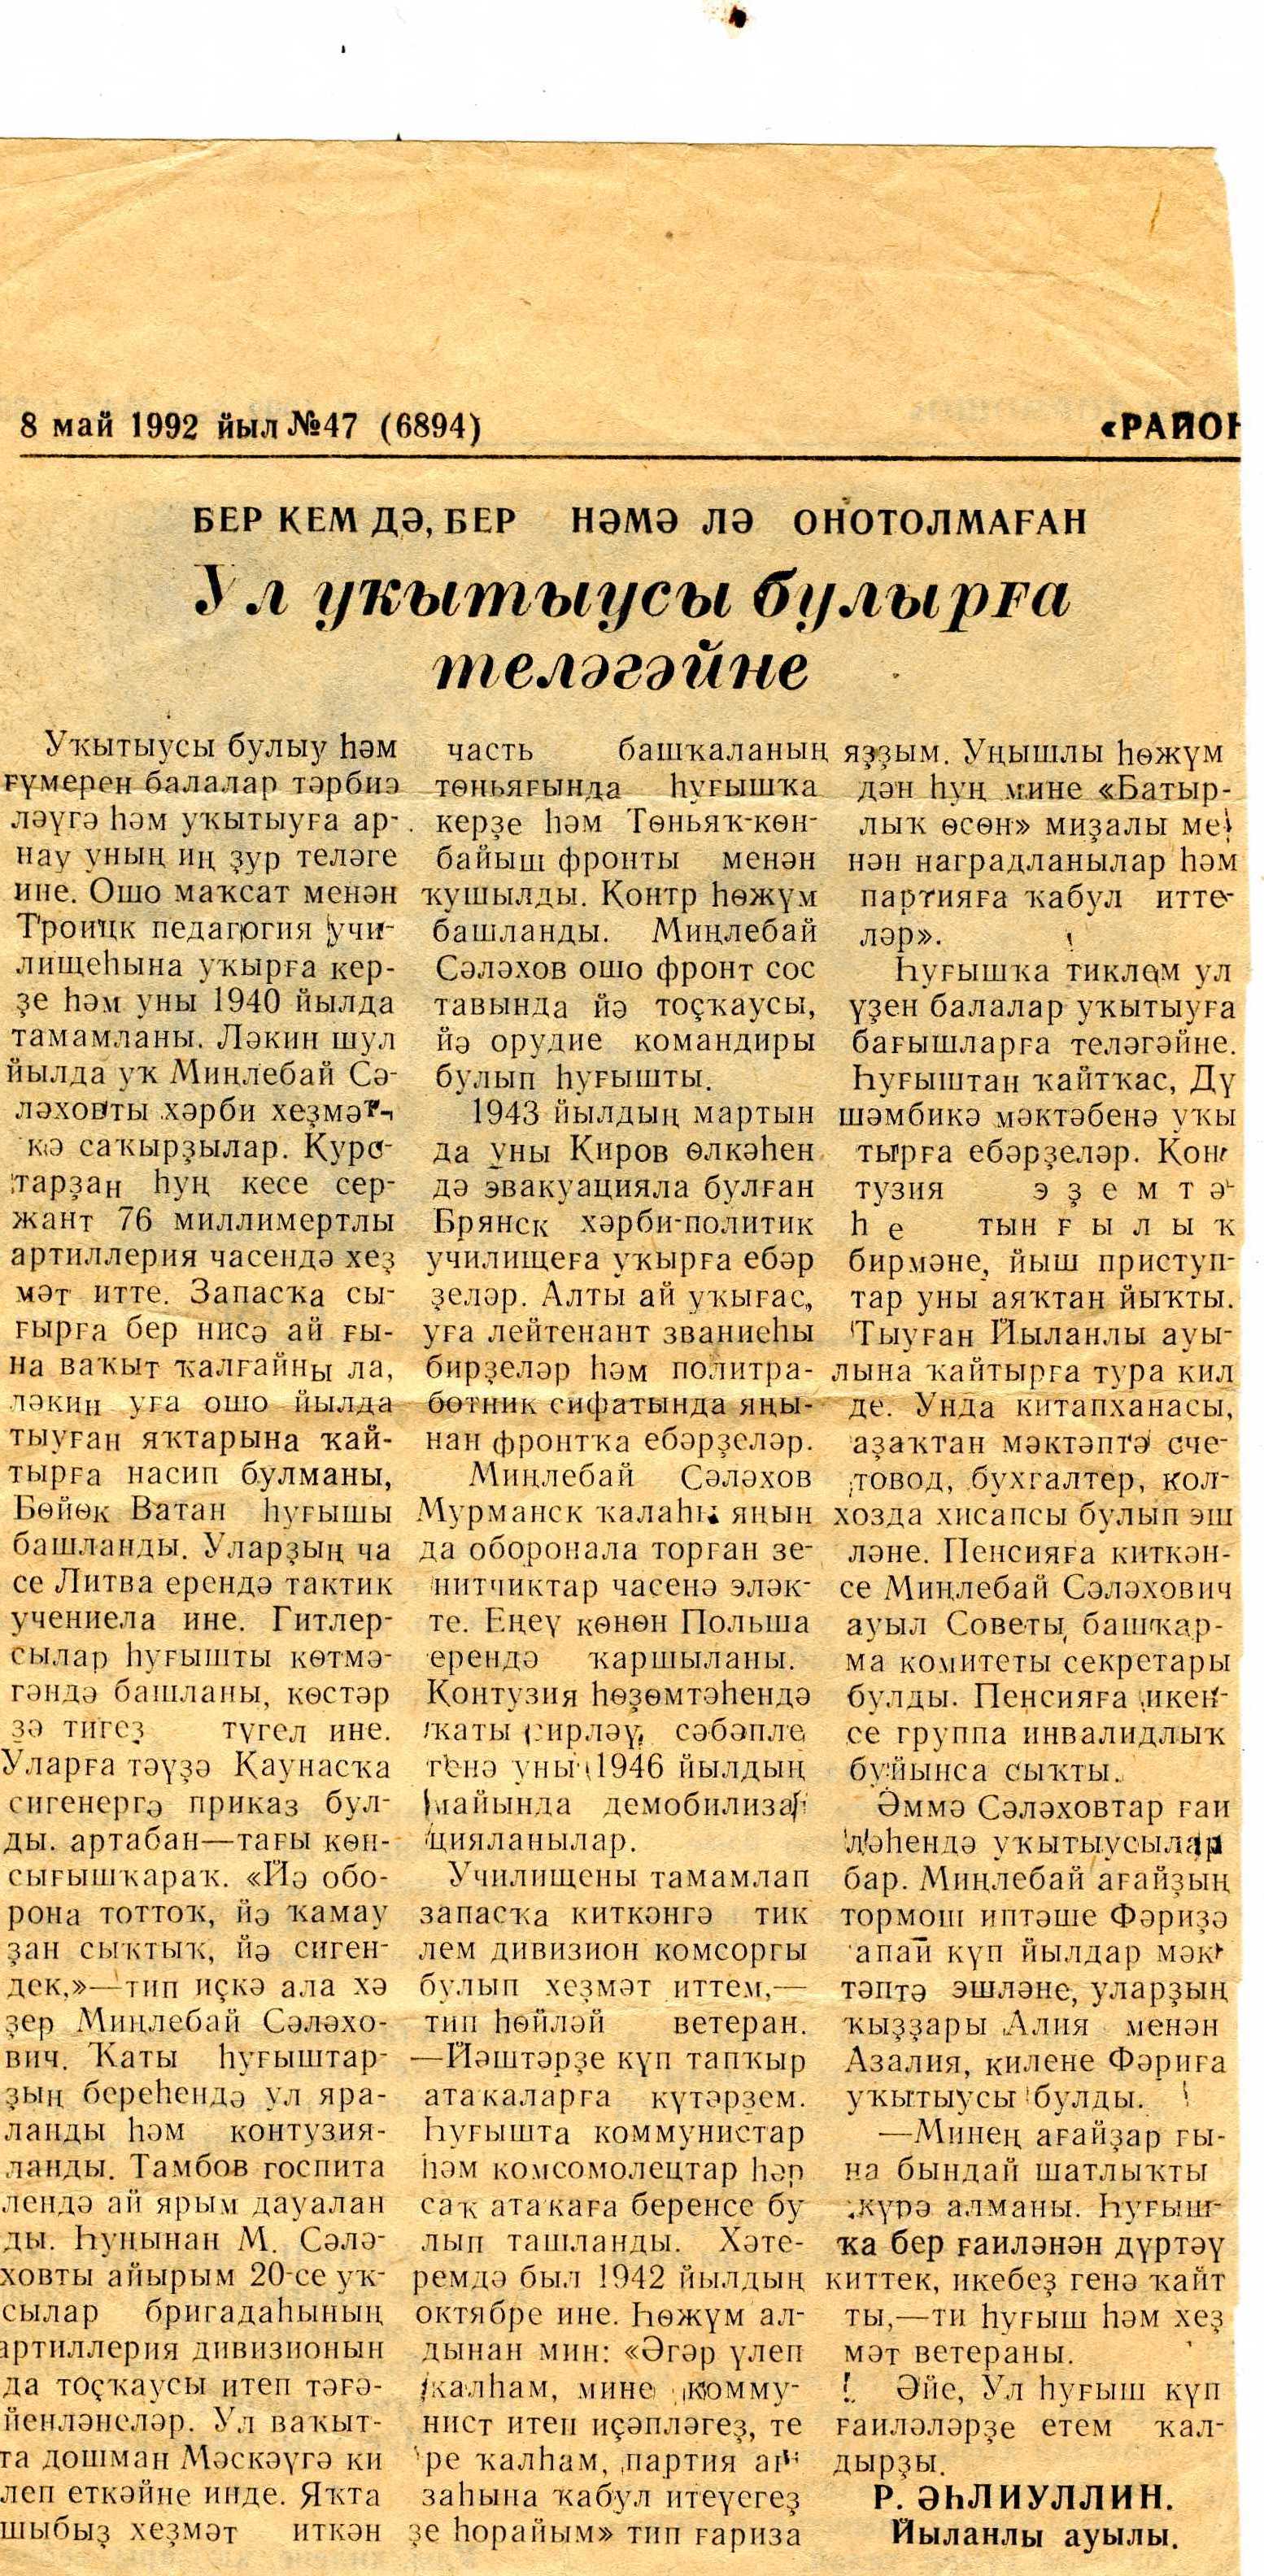 8 май 1992 йыл №47 (6894)
«РАЙОН
БЕР КЕМ ДӘ, БЕР НӘМӘ ЛӘ ОНОТОЛМАҒАН
Ул укытыусы булырға
теләгәйне
Уҡытыусы булыу һәм
ғүмерен балалар тәрбиә
ләүгә һәм уҡытыуға ар-
нау уның иң ҙур теләге
ине. Ошо маҡсат менән
Троицк педагогия учи-
лищеһына уҡырға кер-
ҙе һәм уны 1940 йылда
тамамланы. Ләкин шул
йылда уҡ Миңлебай Сә-
ләховты хәрби хеҙмәт-
кә саҡырҙылар. Курс-
тарҙан һуң кесе сер-
жант 76 миллимертлы
артиллерия часендә хеҙ
мәт итте. Запасҡа сы-
ғырға бер нисә ай ғы-
на ваҡыт ҡалғайны ла,
ләкин уға ошо йылда
тыуған яҡтарына ҡай-
тырға насип булманы,
Бөйөк Ватан һуғышы
башланды. Уларҙың ча
се Литва ерендә тактик
учениела ине. Гитлер-
сылар һуғышты көтмә-
гәндә башланы, көстәр
ҙә тигеҙ түгел ине.
Уларға тәүҙә Каунасҡа
сигенергә приказ бул-
ды. артабан—тағы көн-
сығышҡараҡ. «Йә обо-
рона тоттоҡ, йә ҡамау
ҙан сыҡтыҡ, йә сиген-
дек,»—тип иҫкә ала хә
ҙер Миңлебай Сәләхо-
вич. Ҡаты һуғыштар-
ҙың береһендә ул яра-
ланды һәм контузия-
ланды. Тамбов госпита
лендә ай ярым дауалан
ды. Һуңынан М. Сәлә-
ховты айырым 20-се уҡ-
сылар бригадаһының
артиллерия дивизионын
да тоҫҡаусы итеп тәғә-
йенләнеләр. Ул ваҡыт-
та дошман Мәскәүгә ки
леп еткәйне инде. Яҡта
шыбыҙ хеҙмәт иткән
часть башҡаланың
төньяғында һуғышҡа
керҙе һәм Төньяҡ-көн-
байыш фронты менән
ҡушылды. Контр һөжүм
башланды. Миңлебай
Сәләхов ошо фронт сос
тавында йә тоҫҡаусы,
йә орудие командиры
булып һуғышты.
1943 йылдың мартын
да уны Киров өлкәһен
дә эвакуацияла булған
Брянск хәрби-политик
училищеға уҡырға ебәр
ҙеләр. Алты ай уҡығас,
уға лейтенант званиеһы
бирҙеләр һәм политра-
ботник сифатында яңы-
нан фронтҡа ебәрҙеләр.
Миңлебай Сәләхов
Мурманск ҡалаһы яңын
да оборонала торған зе-
нитчиктар часенә эләк-
те. Еңеү көнөн Польша
ерендә ҡаршыланы.
Контузия һөҙөмтәһендә
ҡаты сирләү сәбәпле
генә уны 1946 йылдың
майында демобилиза-
цияланылар.
Училищены тамамлап
запасҡа киткәнгә тик
лем дивизион комсоргы
булып хеҙмәт иттем,—
тип һөйләй ветеран.
—Йәштәрҙе күп тапҡыр
атакаларға күтәрҙем.
Һуғышта коммунистар
һәм комсомолецтар һәр
саҡ атакаға беренсе бу
лып ташланды. Хәте-
ремдә был 1942 йылдың
октябре ине. Һөжүм ал-
дынан мин: «Әгәр үлеп
ҡалһам, мине комму-
нист итеп иҫәпләгеҙ, те
ре ҡалһам, партия аг
заһына ҡабул итеүегеҙ
ҙе һорайым» тип ғариза
яҙҙым. Уңышлы һөжүм
дән һуң мине «Батыр-
лыҡ өсөн» миҙалы ме
нән наградланылар һәм
партияға ҡабул итте-
ләр».
Һуғышҡа тиклем ул
үҙен балалар уҡытыуға
бағышларға теләгәйне.
Һуғыштан ҡайтҡас, Дү
шәмбикә мәктәбенә уҡы
тырға ебәрҙеләр. Кон
тузия эҙемтә
һе тынғылыҡ
бирмәне, йыш приступ-
тар уны аяҡтан йыҡты.
Тыуған Йыланлы ауы-
лына ҡайтырға тура кил
де. Унда китапханасы,
аҙаҡтан мәктәптә сче-
товод, бухгалтер, кол-
хозда хисапсы булып эш
ләне. Пенсияға киткән-
се Миңлебай Сәләхович
ауыл Советы башҡар-
ма комитеты секретары
булды. Пенсияға икен-
се группа инвалидлыҡ
буйынса сыҡты.
Әммә Сәләховтар ғаи
ләһендә уҡытыусылар
бар. Миңлебай ағайҙың
тормош иптәше Фәриҙә
апай күп йылдар мәк
тәптә эшләне, уларҙың
ҡыҙҙары Алия менән
Азалия, килене Фәриға
уҡытыусы булды.
—Минең ағайҙар ғы-
на бындай шатлыҡты
күрә алманы. Һуғыш-
ҡа бер ғаиләнән дүртәү
киттек, икебеҙ генә ҡайт
ты,—ти һуғыш һәм хеҙ
мәт ветераны.
Әйе, Ул һуғыш күп
ғаиләләрҙе етем ҡал-
дырҙы.
Р. ӘҺЛИУЛЛИН.
Йыланлы ауылы.